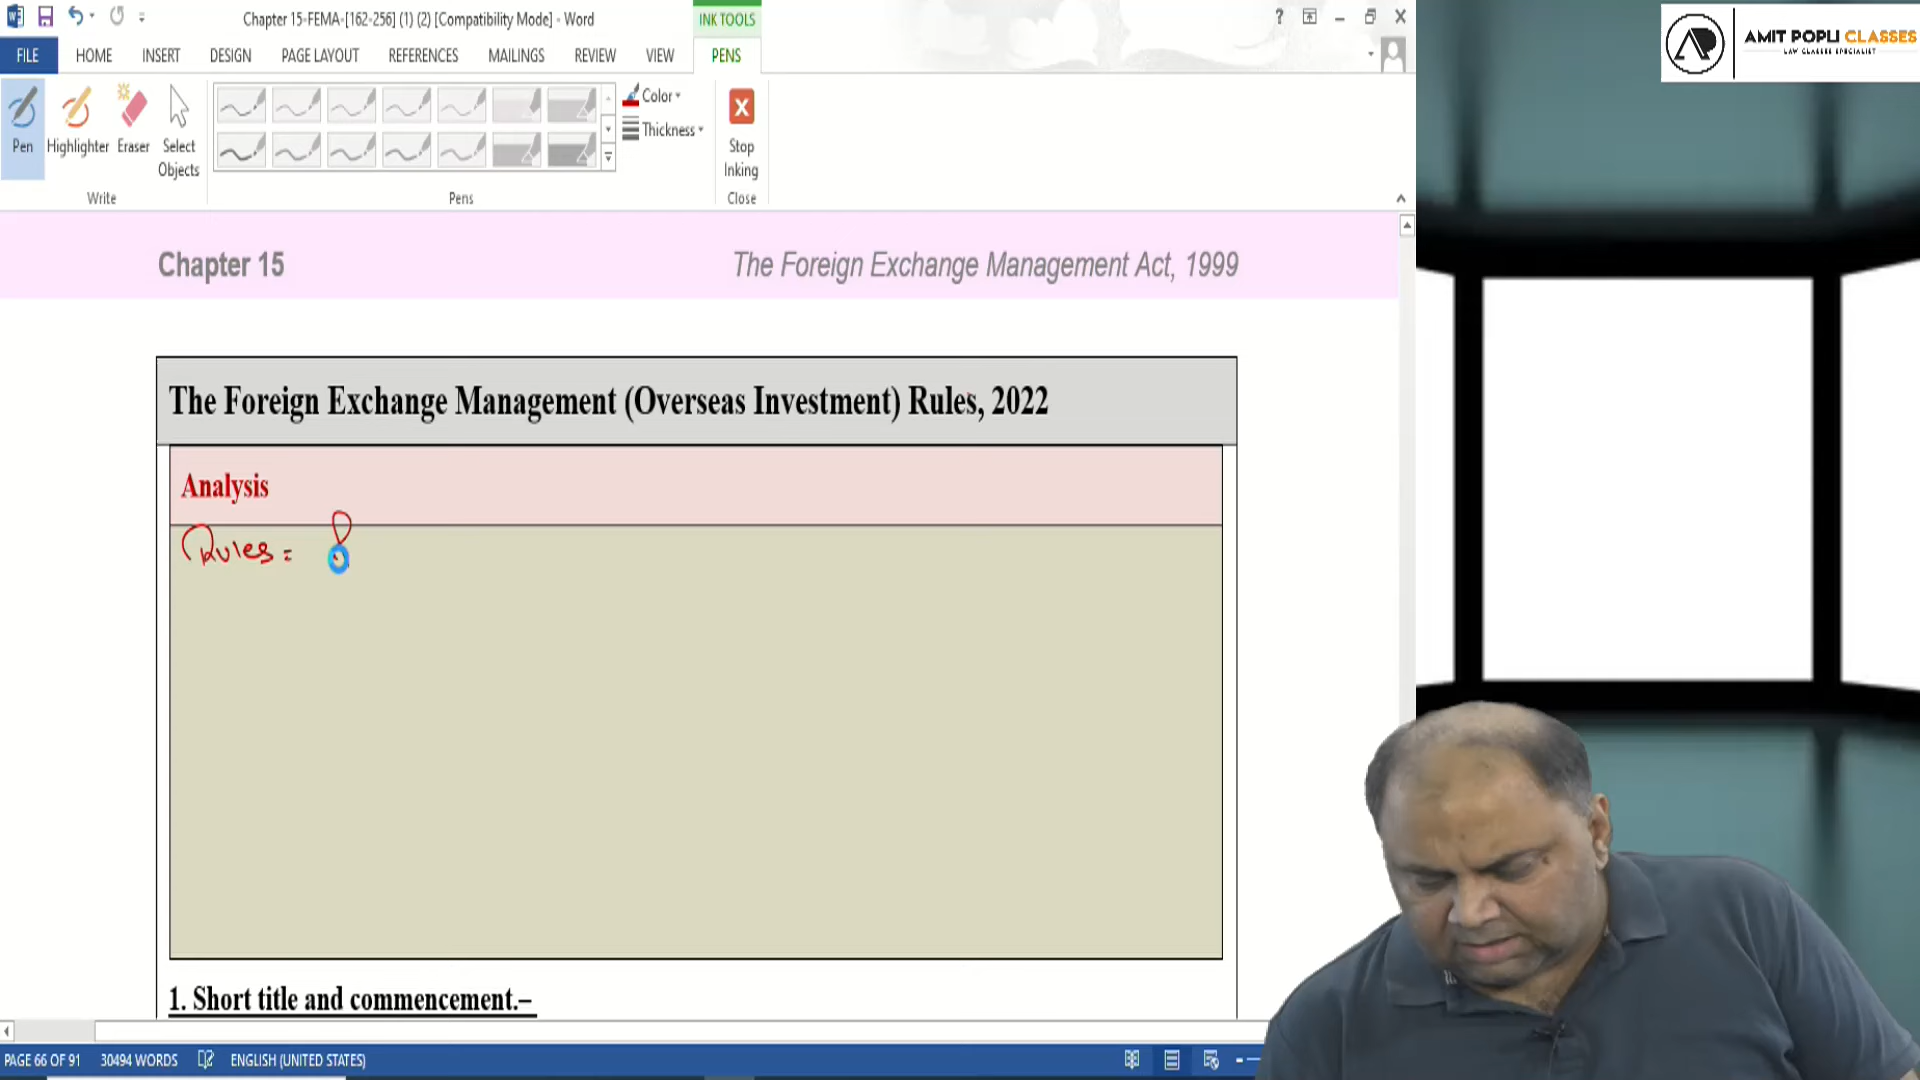 Chapter 15-FEMA-[162-256] (1) (2) [Compatibility Mode] - Word
INK TOOLS
?
FILE
HOME
INSERT
DESIGN
PAGE LAYOUT
REFERENCES
MAILINGS
REVIEW
VIEW
PENS
AMIT POPLI CLASSES
LAW CLASSES SPECIALIST
Pen
Highlighter
Eraser
Select Objects
Color
Thickness
Stop Inking
Write
Pens
Close
Chapter 15
The Foreign Exchange Management Act, 1999
The Foreign Exchange Management (Overseas Investment) Rules, 2022
Analysis
Rules =
1. Short title and commencement.–
PAGE 66 OF 91
30494 WORDS
ENGLISH (UNITED STATES)